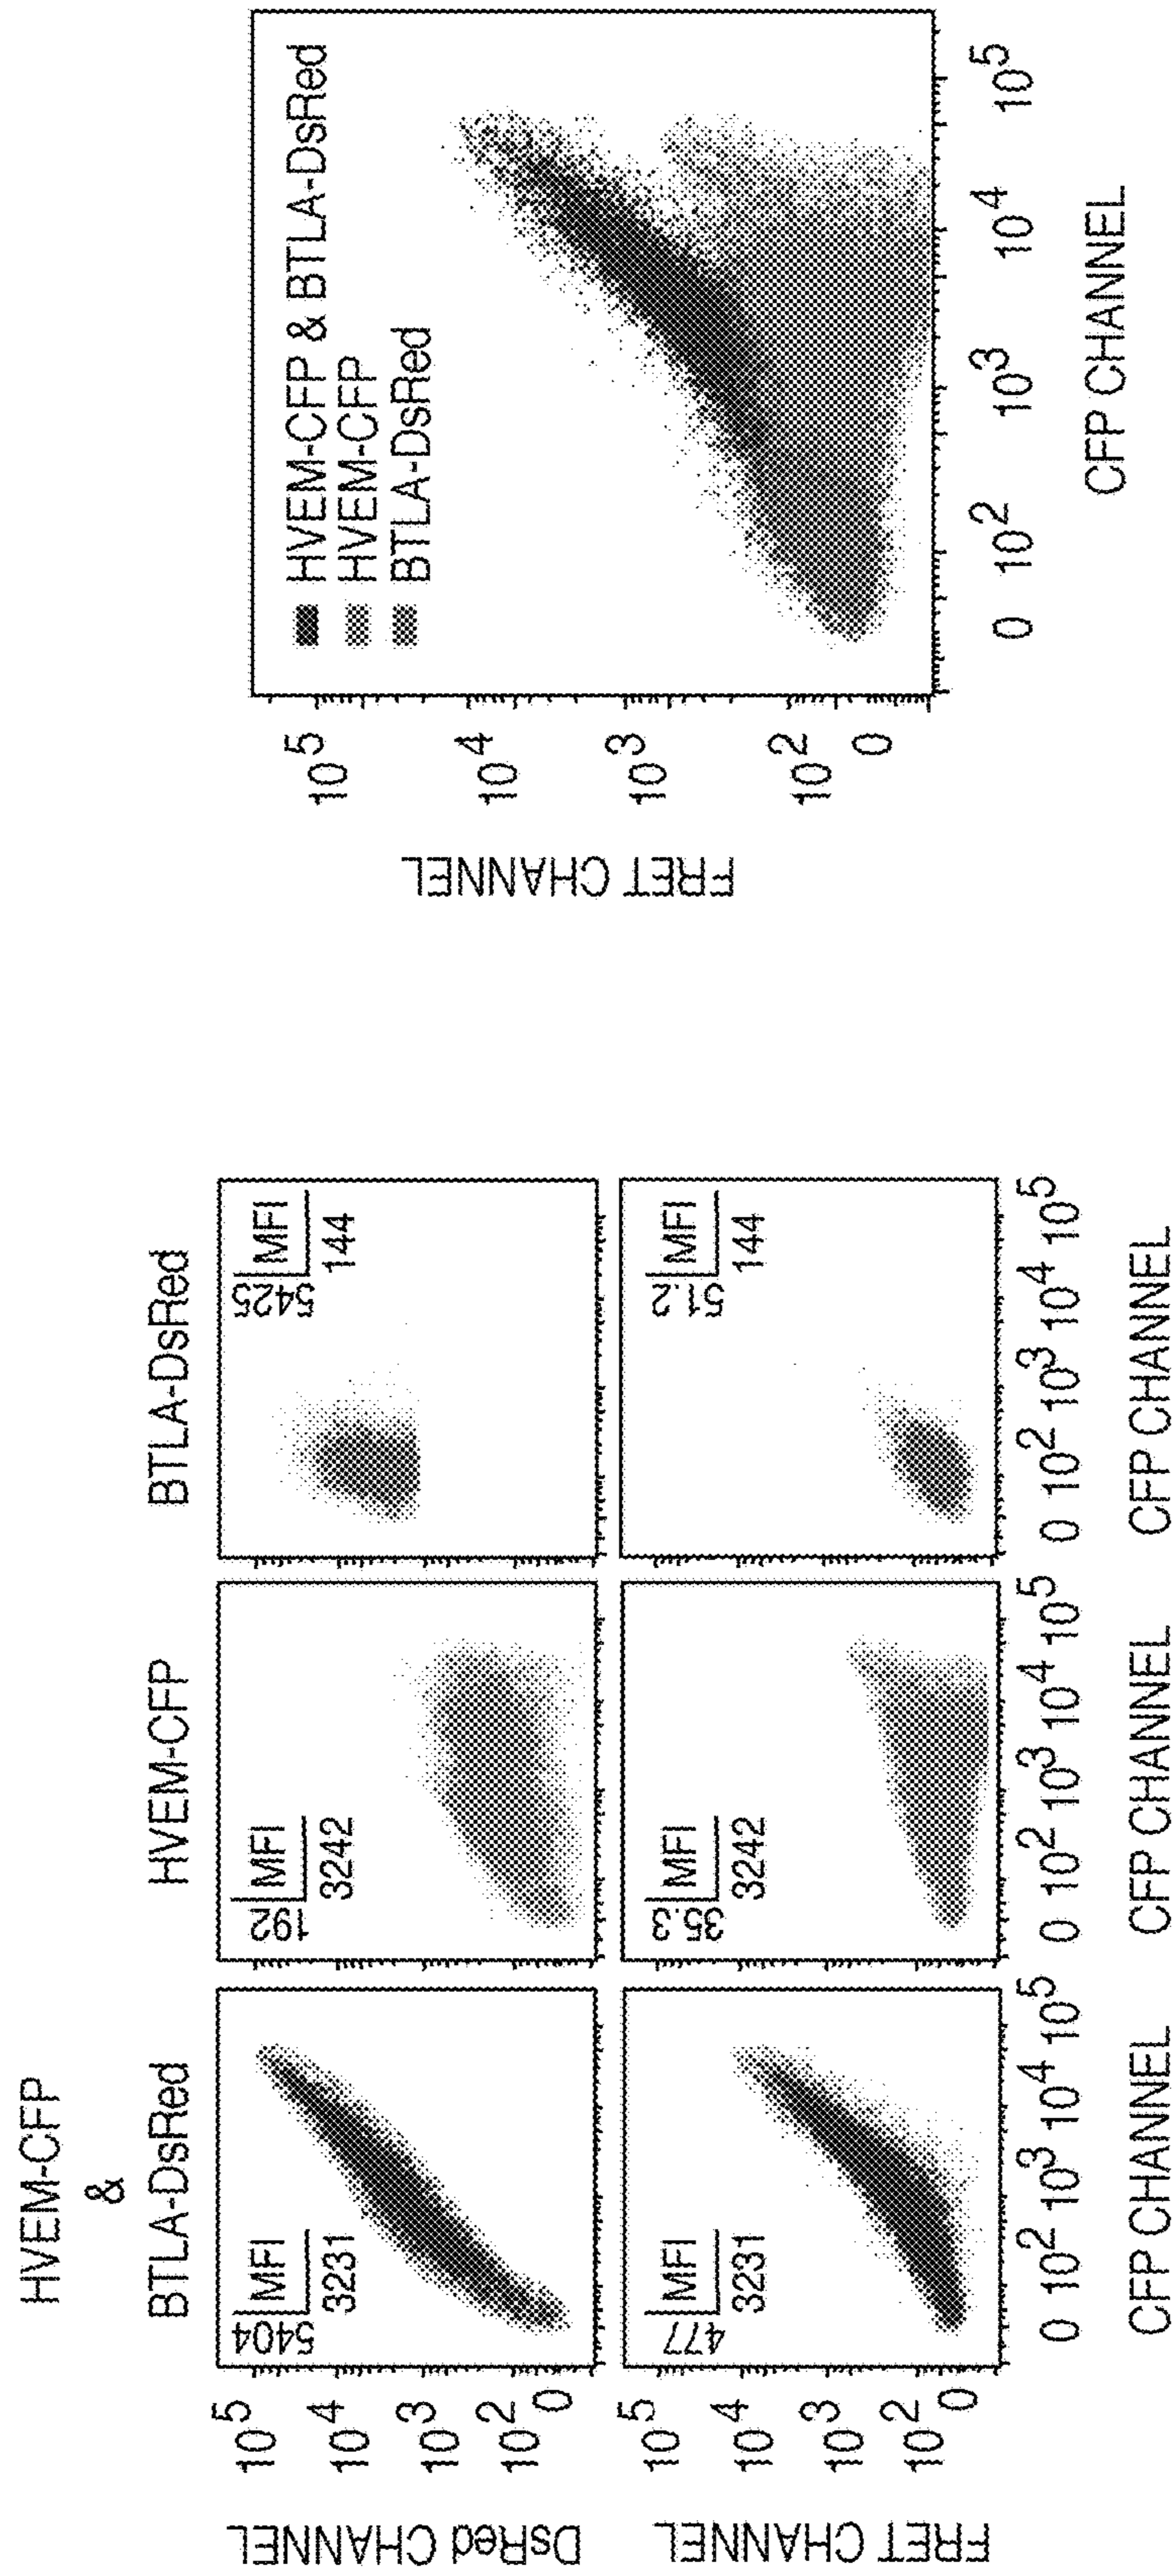 HVEM-CFP
&
BTLA-DsRed
HVEM-CFP
BTLA-DsRed
DsRed CHANNEL
10^5
10^4
10^3
10^2
0
5404
MFI
3231
192
MFI
3242
5425
MFI
144
FRET CHANNEL
10^5
10^4
10^3
10^2
0
477
MFI
3231
35.3
MFI
3242
51.2
MFI
144
0 10^2 10^3 10^4 10^5
0 10^2 10^3 10^4 10^5
0 10^2 10^3 10^4 10^5
CFP CHANNEL
CFP CHANNEL
CFP CHANNEL
FRET CHANNEL
10^5
10^4
10^3
10^2
0
HVEM-CFP & BTLA-DsRed
HVEM-CFP
BTLA-DsRed
0 10^2 10^3 10^4 10^5
CFP CHANNEL